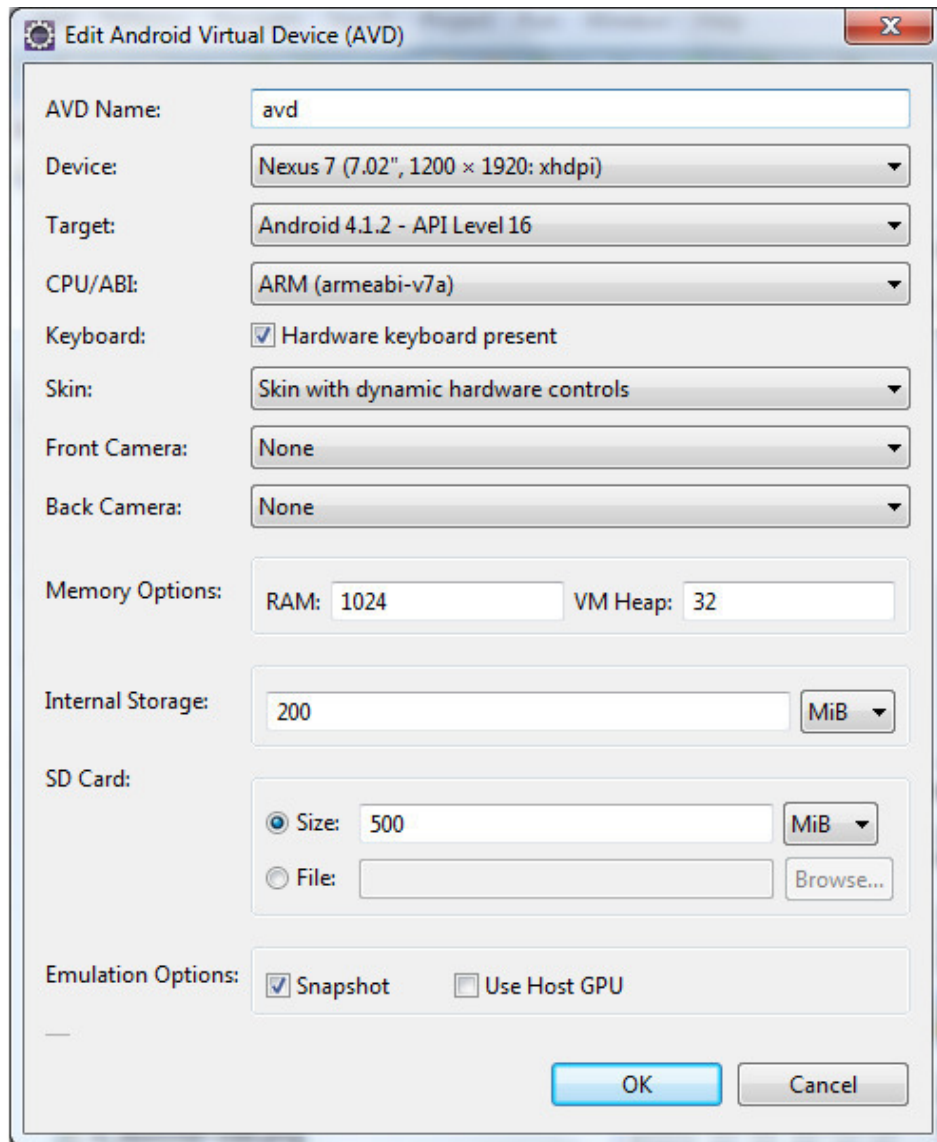 Edit Android Virtual Device (AVD)
AVD Name: avd
Device: Nexus 7 (7.02", 1200 × 1920: xhdpi)
Target: Android 4.1.2 - API Level 16
CPU/ABI: ARM (armeabi-v7a)
Keyboard: Hardware keyboard present
Skin: Skin with dynamic hardware controls
Front Camera: None
Back Camera: None
Memory Options: RAM: 1024 VM Heap: 32
Internal Storage: 200 MiB
SD Card:
Size: 500 MiB
File: Browse...
Emulation Options: Snapshot Use Host GPU
OK Cancel